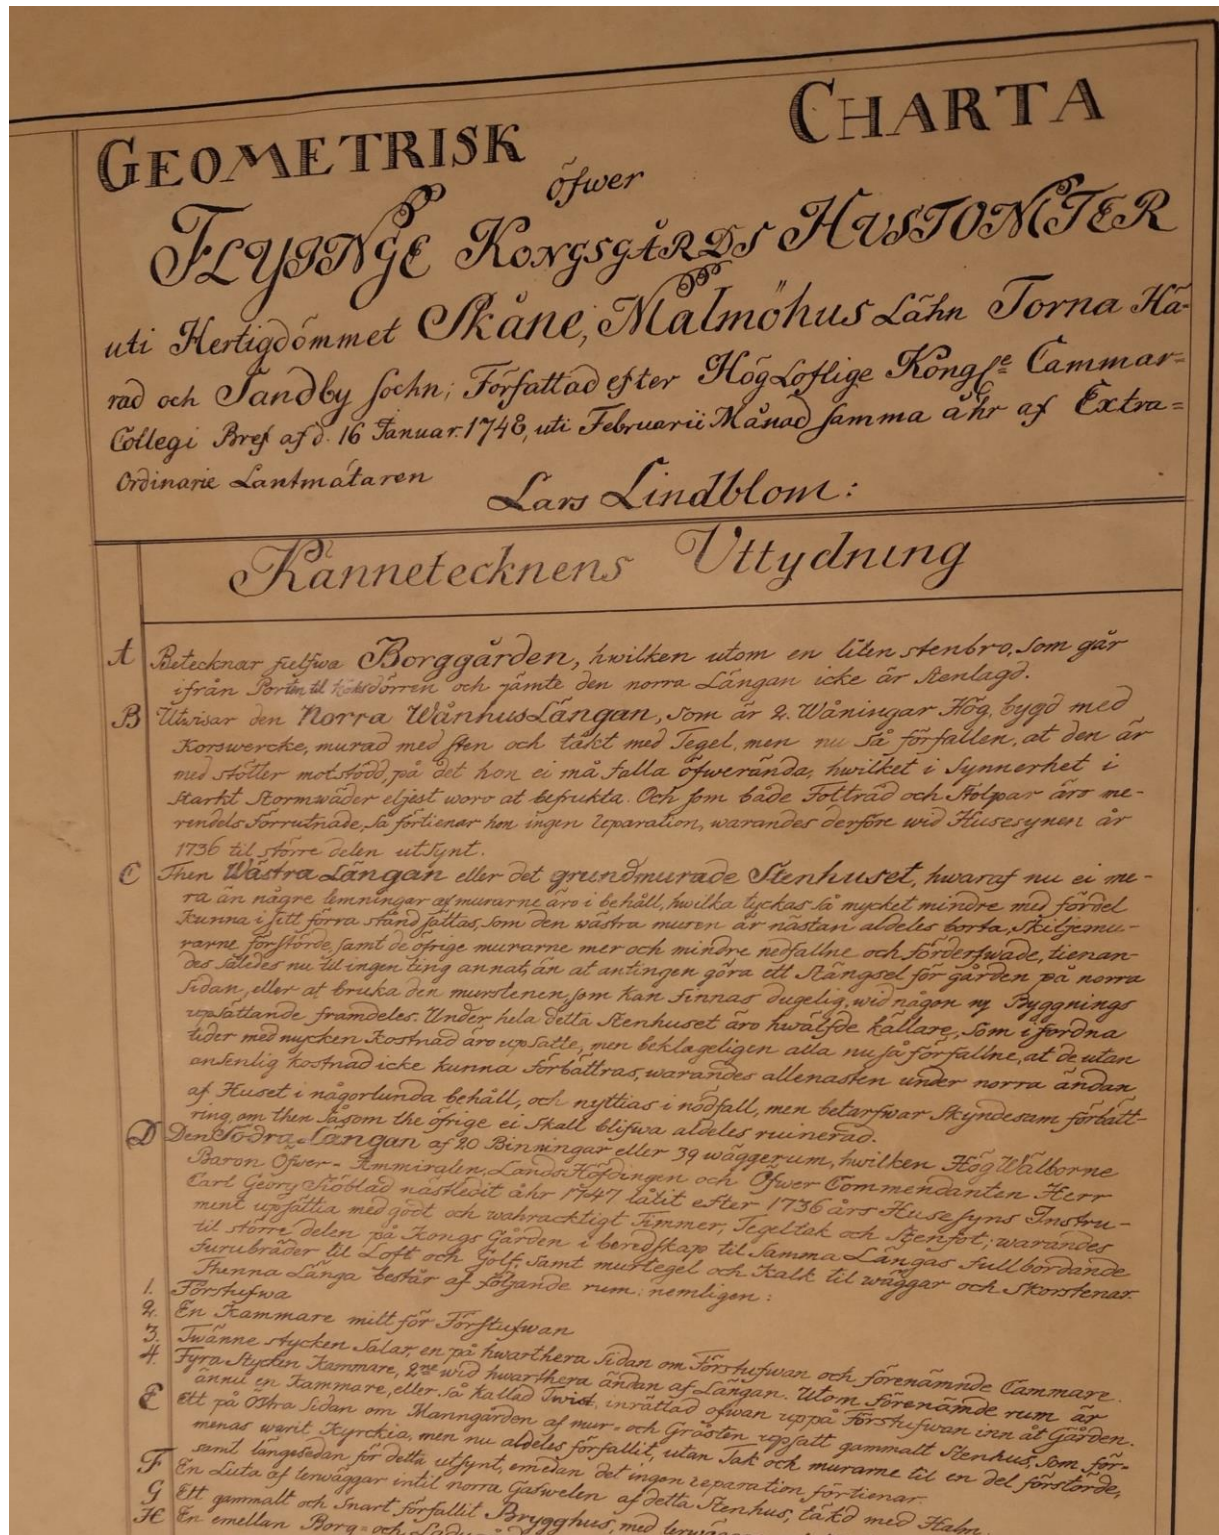 GEOMETRISK CHARTA
öfwer
FLYINGE KONGSGÅRDS HUSTOMTER
uti Hertigdömmet Skåne, Malmöhus Lähn Torna Hä-
rad och Sandby sochn; Författad efter HögLoflige Kongl:e Cammar-
Collegi Bref af d. 16 Januar. 1748, uti Februarii Månad samma åhr af Extra-
Ordinarie Lantmätaren
Lars Lindblom:
Kännetecknens Uttydning
A Betecknar sielfwa Borggården, hwilken utom en liten stenbro, som går
ifrån Porten til köksdörren och jämte den norra Längan icke är stenlagd.
B Utwisar den Norra WånhusLängan, som är 2. Wåningar Hög, bygd med
Korswercke, murad med sten och täkt med Tegel, men nu så förfallen, at den är
med stötter motstödd, på det hon ei må falla öfwerända, hwilket i synnerhet i
starkt stormwäder eljest woro at befrukta. Och som både Fotträd och Stolpar äro me-
rendels förrutnade, så förtienar hon ingen reparation, warandes derföre wid Husesynen år
1736 til större delen utsynt.
C Then Wästra Längan eller det grundmurade Stenhuset, hwaraf nu ei me-
ra än några lemningar af murarne äro i behåll, hwilka tyckas så mycket mindre med fördel
kunna i sitt förra stånd sättas, som den wästra muren är nästan aldeles borta, skiljemu-
rarne förstörde, samt de öfrige murarne mer och mindre nedfallne och förderfwade, tienan-
des således nu til ingen ting annat, än at antingen göra ett stängsel för gården på norra
sidan, eller at bruka den murstenen, som kan finnas dugelig, wid någon ny Byggnings
upsättande framdeles. Under hela detta stenhuset äro hwälfde källare, som i fordna
tider med mycken kostnad äro upsatte, men beklageligen alla nu så förfallne, at de utan
ansenlig kostnad icke kunna förbättras, warandes allenasten under norra ändan
af Huset i någorlunda behåll, och nyttias i nödfall, men betarfwar skyndesam förbätt-
ring, om then såsom the öfrige ei skall blifwa aldeles ruinerad.
D Den Södra Längan af 20 Binningar eller 39 wäggerum, hwilken HögWälborne
Baron Öfwer-Ammiralen, LandsHöfdingen och Öfwer Commendanten Herr
Carl Georg Siöblad nästledit åhr 1747 låtit efter 1736 års Huse syns Instru-
ment upsättia med godt och wahracktigt Timmer, Tegeltak och Stenfot; warandes
til större delen på Kongs Gården i beredskap til samma Längas fullbordande
furubräder til Loft och Golf, samt murtegel och Kalk til wäggar och skorstenar.
Thenna Länga består af följande rum: nemligen:
1. Förstufwa
2. En Kammare mitt för Förstufwan
3. Twänne stycken Salar, en på hwarthera sidan om Förstufwan och förenämnde Cammare.
4. Fyra Stycken Kammare, 2ne wid hwarthera ändan af Längan. Utom förenämde rum är
ännu en Kammare, eller så kallad Twist, inrättad ofwan uppå Förstufwan inn åt Gården.
E Ett på Östra sidan om Manngården af mur- och Gråsten upsatt gammalt Stenhus, som för-
menas warit Kyrckia, men nu aldeles förfallit, utan Tak och murarne til en del förstörde,
samt längesedan för detta utsynt, emedan det ingen reparation förtienar.
F En Luta af lerwäggar intil norra Gafwelen af detta Stenhus, täkd med Halm.
G Ett gammalt och snart förfallit Brygghus, med
H En emellan Borg- och